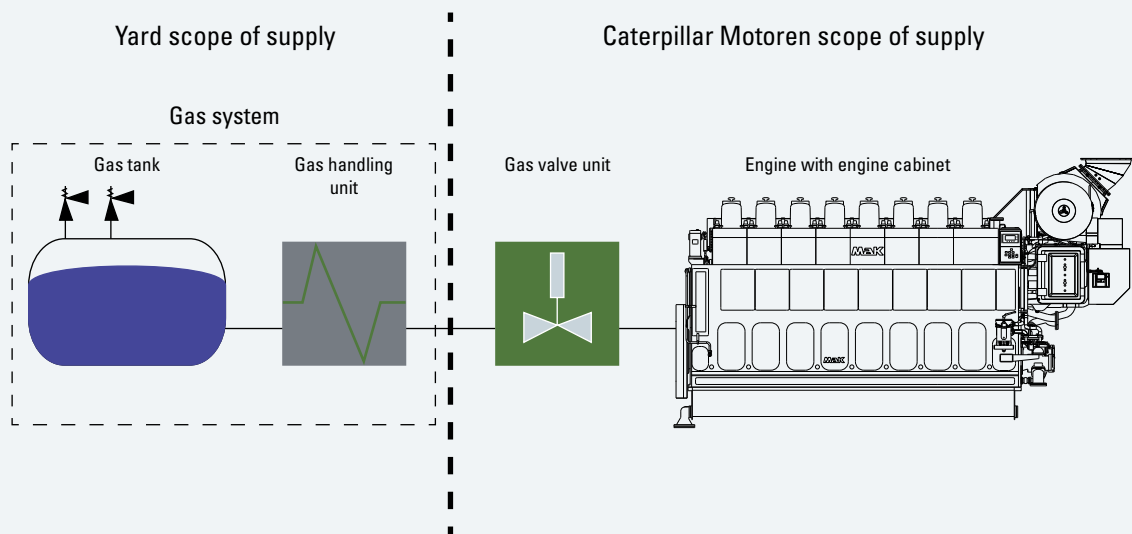 Yard scope of supply
Caterpillar Motoren scope of supply
Gas system
Gas tank
Gas handling
unit
Gas valve unit
Engine with engine cabinet
MaK
MaK